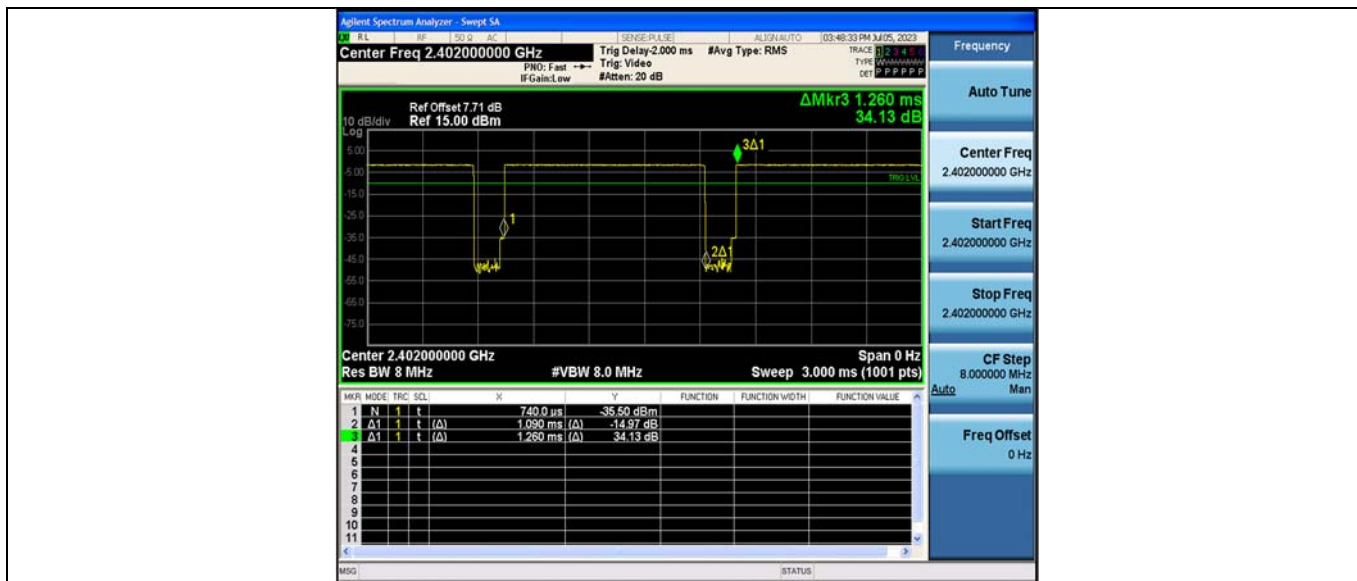 Agilent Spectrum Analyzer - Swept SA
RL RF 50 Ω AC SENSE:PULSE ALIGNAUTO 03:48:33 PM Jul 05, 2023
Center Freq 2.402000000 GHz
PNO: Fast
IFGain:Low
Trig Delay-2.000 ms
Trig: Video
#Atten: 20 dB
#Avg Type: RMS
TRACE 1 2 3 4 5 6
TYPE WWWWWW
DET P P P P P P
ΔMkr3 1.260 ms
34.13 dB
Ref Offset 7.71 dB
10 dB/div Ref 15.00 dBm
Log
5.00
-5.00
-15.0
-25.0
-35.0
-45.0
-55.0
-65.0
-75.0
3Δ1
TRIG LVL
1
2Δ1
Center 2.402000000 GHz Span 0 Hz
Res BW 8 MHz #VBW 8.0 MHz Sweep 3.000 ms (1001 pts)
MKR MODE TRC SCL X Y FUNCTION FUNCTION WIDTH FUNCTION VALUE
1 N 1 t 740.0 µs -35.50 dBm
2 Δ1 1 t (Δ) 1.090 ms (Δ) -14.97 dB
3 Δ1 1 t (Δ) 1.260 ms (Δ) 34.13 dB
4
5
6
7
8
9
10
11
MSG STATUS
Frequency
Auto Tune
Center Freq
2.402000000 GHz
Start Freq
2.402000000 GHz
Stop Freq
2.402000000 GHz
CF Step
8.000000 MHz
Auto Man
Freq Offset
0 Hz